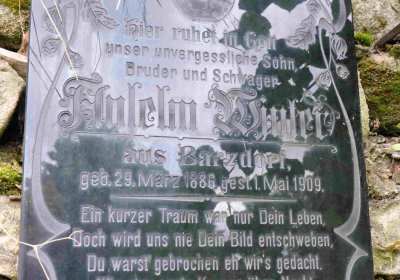 Hier ruhet in Gott
unser unvergessliche Sohn,
Bruder und Schwager
Anselm Winter
aus Barzdorf
geb. 29. März 1886, gest. 1. Mai 1909.
Ein kurzer Traum war nur Dein Leben,
Doch wird uns nie Dein Bild entschweben,
Du warst gebrochen eh' wir's gedacht,